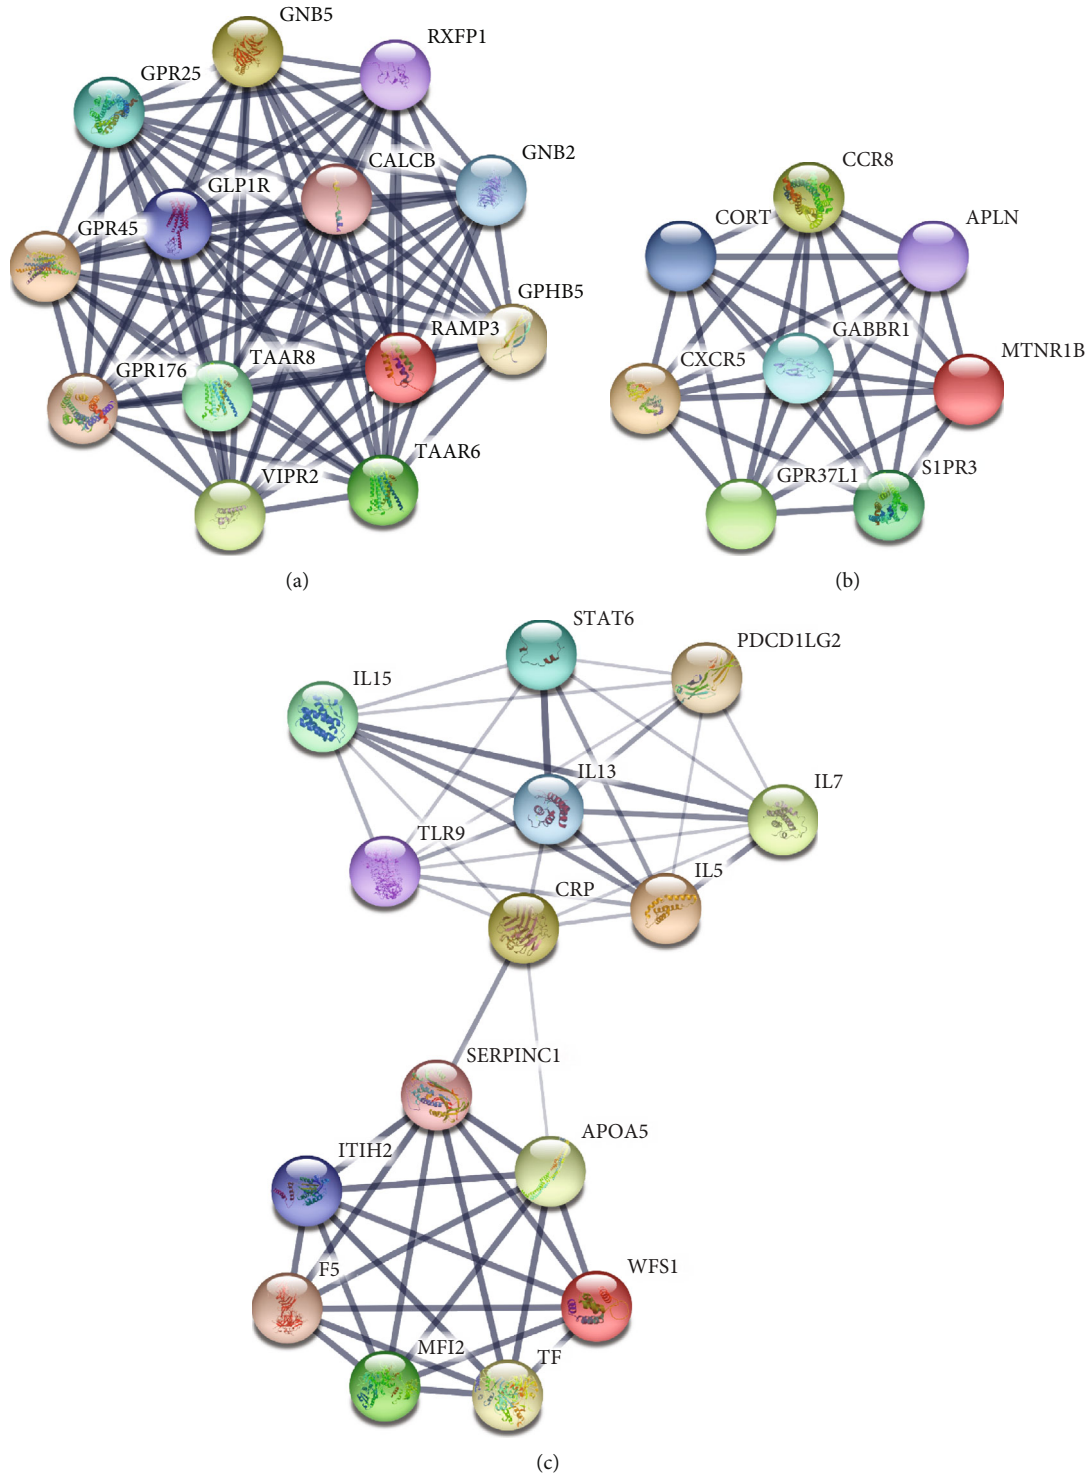 GNB5
RXFP1
GPR25
GNB2
CALCB
GLP1R
GPR45
GPHB5
RAMP3
TAAR8
GPR176
TAAR6
VIPR2
(a)
CCR8
CORT
APLN
GABBR1
MTNR1B
CXCR5
GPR37L1
S1PR3
(b)
STAT6
PDCD1LG2
IL15
IL13
IL7
TLR9
CRP
IL5
SERPINC1
APOA5
ITIH2
F5
WFS1
MFI2
TF
(c)